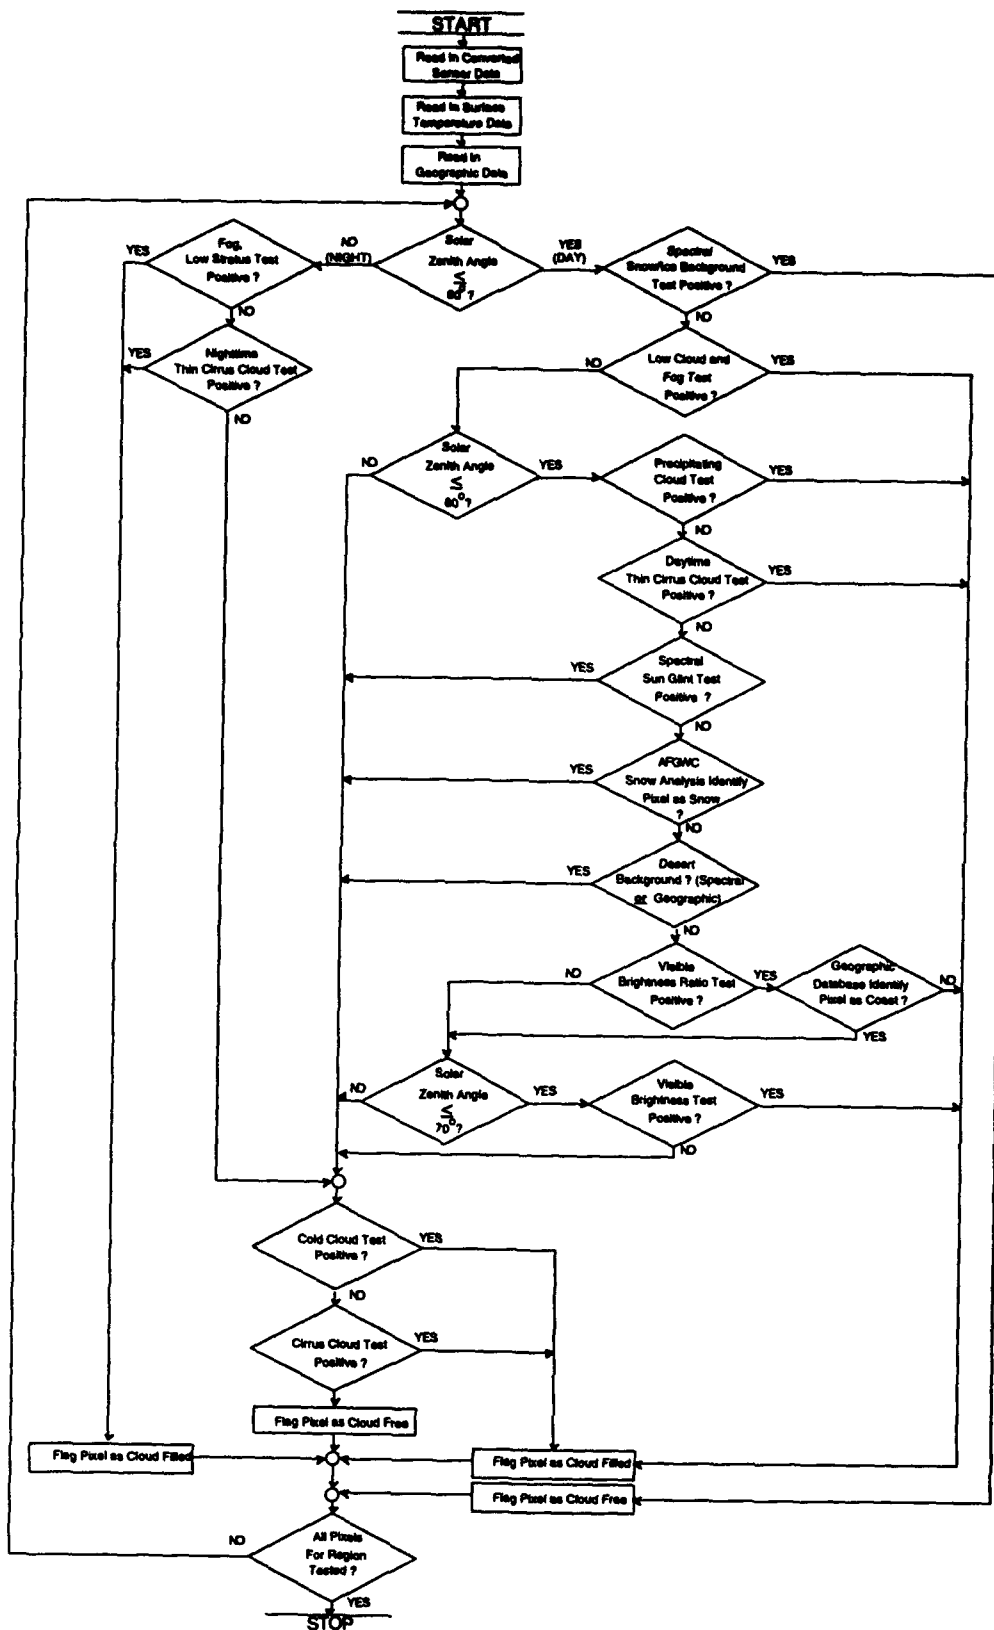 START
Read in Converted
Sensor Data
Read in Surface
Temperature Data
Read in
Geographic Data
Solar
Zenith Angle
≤
?
NO
(NIGHT)
YES
(DAY)
Fog,
Low Stratus Test
Positive ?
YES
NO
Nighttime
Thin Cirrus Cloud Test
Positive ?
YES
NO
Spectral
Snow/Ice Background
Test Positive ?
YES
NO
Low Cloud and
Fog Test
Positive ?
NO
YES
Solar
Zenith Angle
≤
80°?
NO
YES
Precipitating
Cloud Test
Positive ?
YES
NO
Daytime
Thin Cirrus Cloud Test
Positive ?
YES
NO
Spectral
Sun Glint Test
Positive ?
YES
NO
AFGWC
Snow Analysis Identify
Pixel as Snow
?
YES
NO
Desert
Background ? (Spectral
or Geographic)
YES
NO
Visible
Brightness Ratio Test
Positive ?
NO
YES
Geographic
Database Identify
Pixel as Coast ?
NO
YES
Solar
Zenith Angle
≤
70°?
NO
YES
Visible
Brightness Test
Positive ?
YES
NO
Cold Cloud Test
Positive ?
YES
NO
Cirrus Cloud Test
Positive ?
YES
Flag Pixel as Cloud Free
Flag Pixel as Cloud Filled
Flag Pixel as Cloud Filled
Flag Pixel as Cloud Free
All Pixels
For Region
Tested ?
NO
YES
STOP